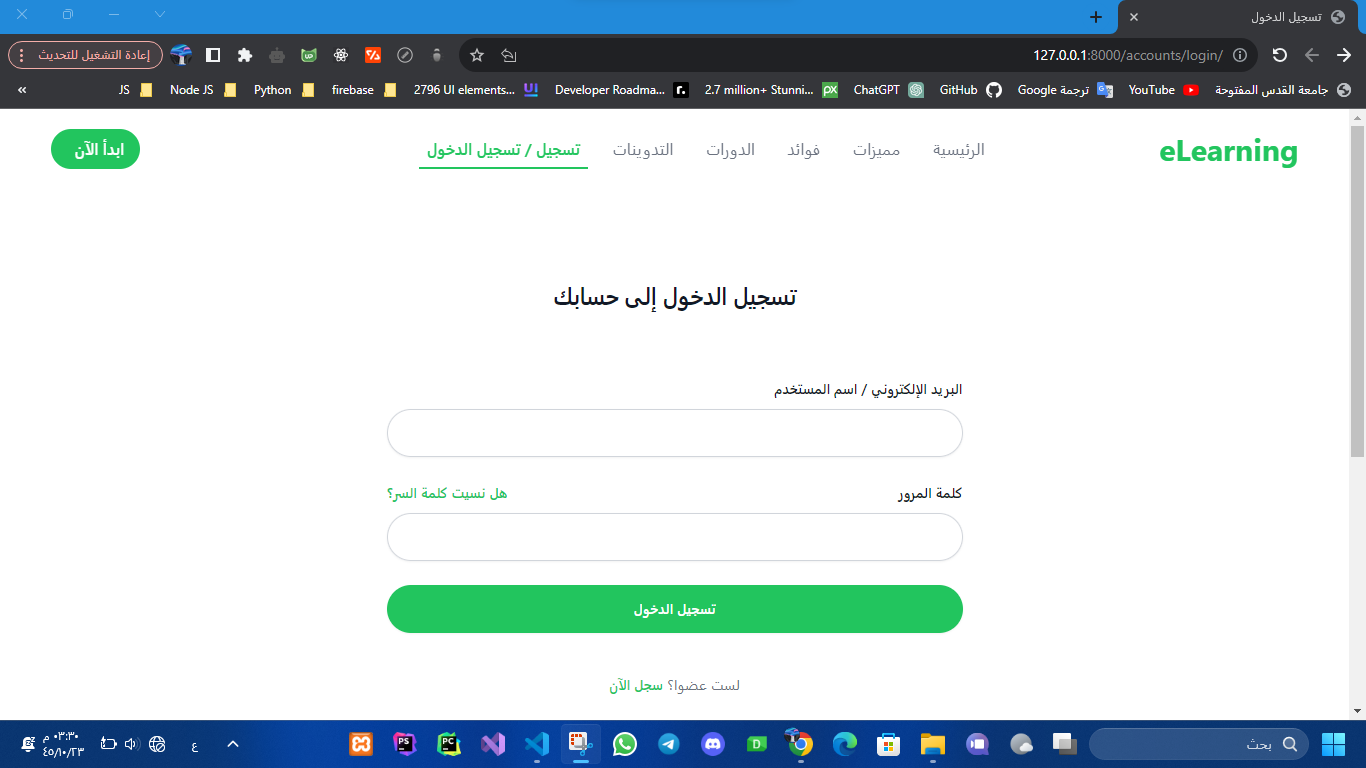 تسجيل الدخول
127.0.0.1:8000/accounts/login/
إعادة التشغيل للتحديث
جامعة القدس المفتوحة
YouTube
ترجمة Google
GitHub
ChatGPT
2.7 million+ Stunni...
Developer Roadma...
2796 UI elements...
firebase
Python
Node JS
JS
«
eLearning
الرئيسية
مميزات
فوائد
الدورات
التدوينات
تسجيل / تسجيل الدخول
ابدأ الآن
تسجيل الدخول إلى حسابك
البريد الإلكتروني / اسم المستخدم
كلمة المرور
هل نسيت كلمة السر؟
تسجيل الدخول
لست عضوا؟ سجل الآن
بحث
ع
٠٣:٣٠ م
٤٥/١٠/٢٣